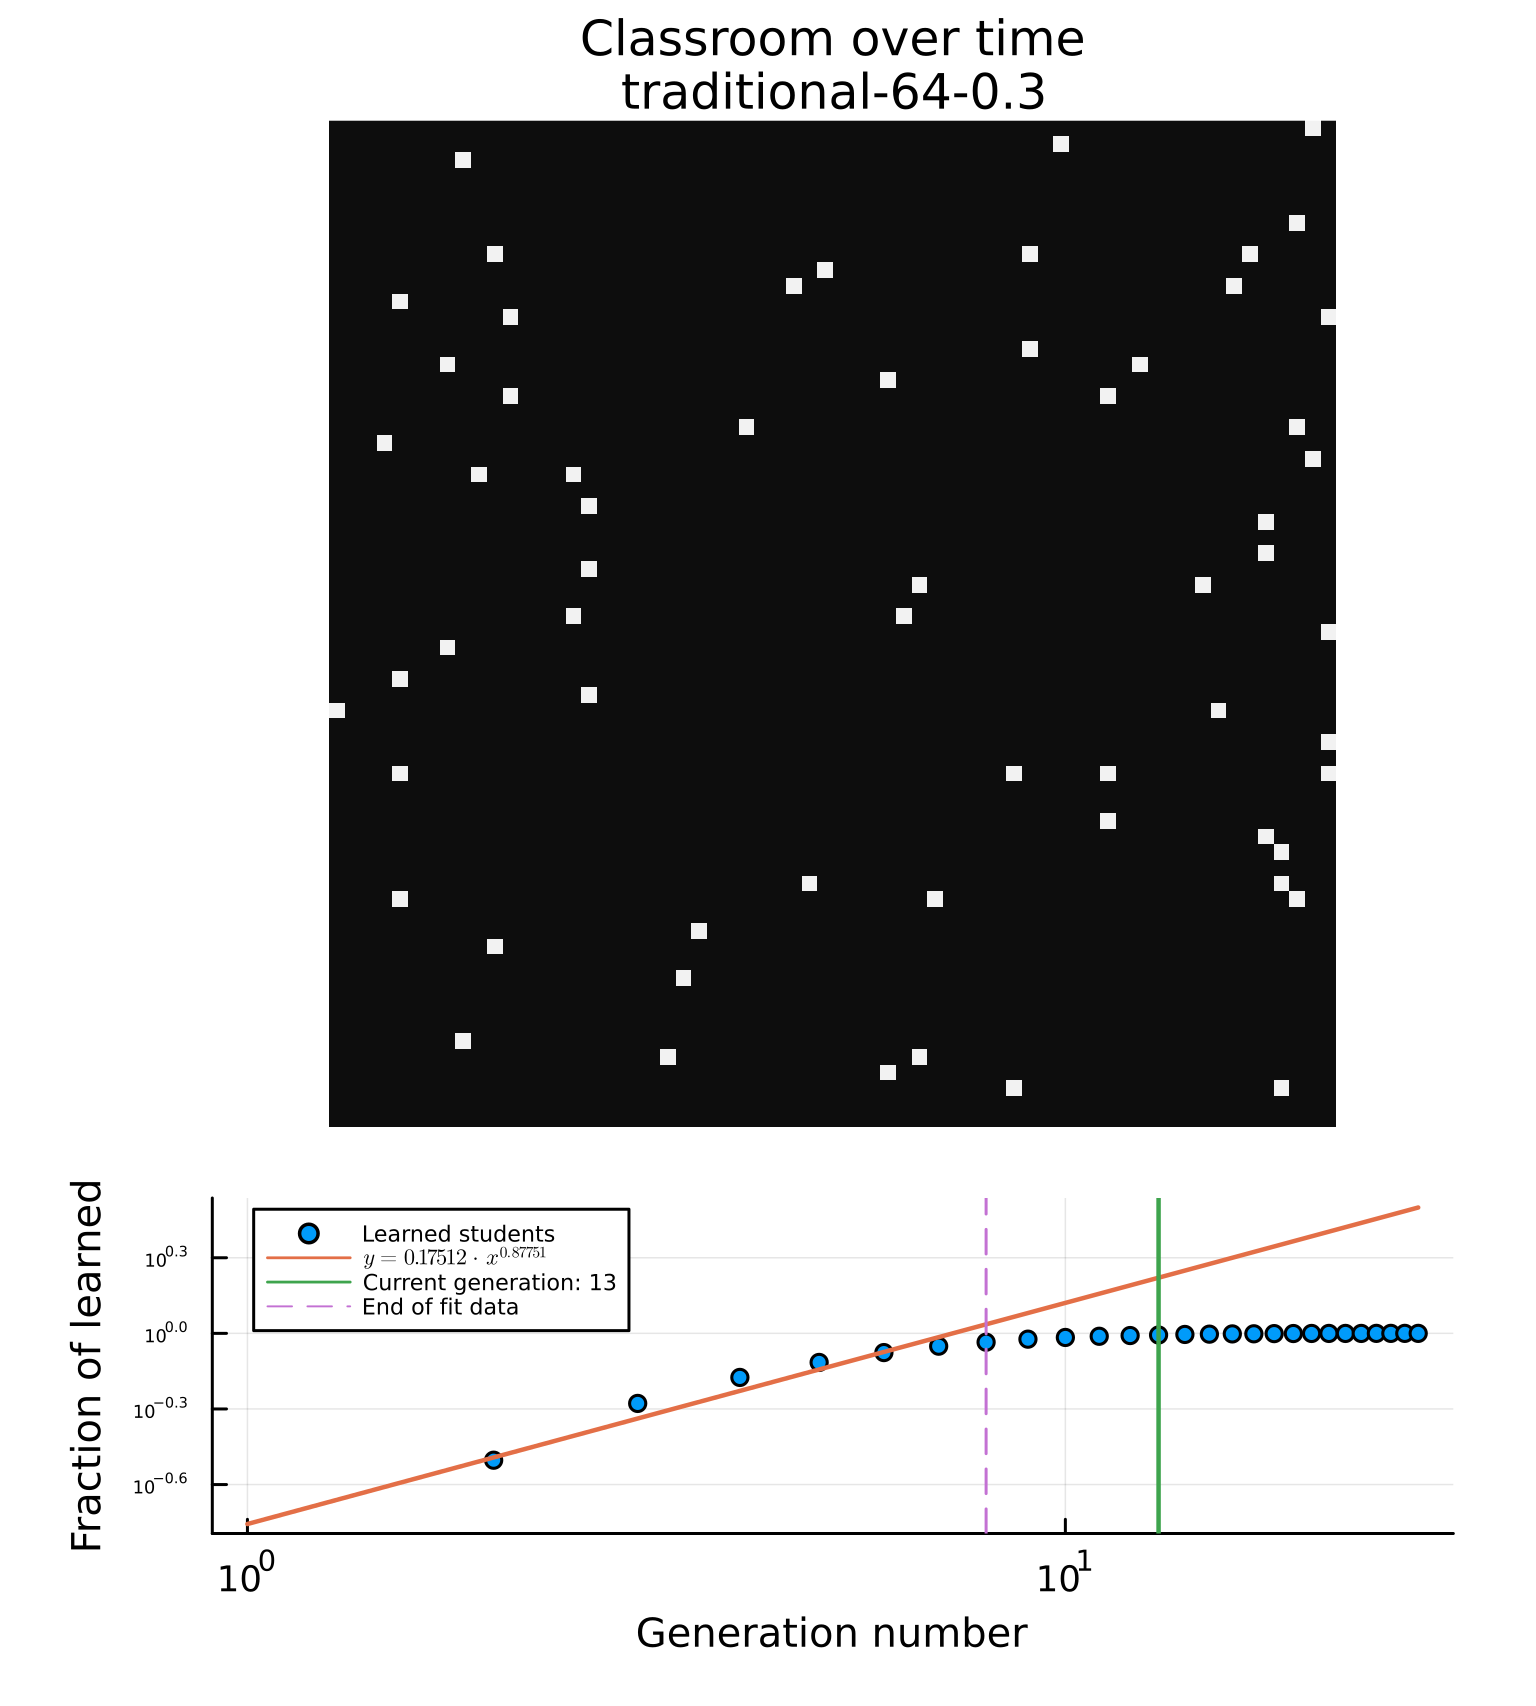 Classroom over time
traditional-64-0.3
Fraction of learned
10^0.3
10^0.0
10^−0.3
10^−0.6
Learned students
y = 0.17512 · x^0.87751
Current generation: 13
End of fit data
10^0
10^1
Generation number